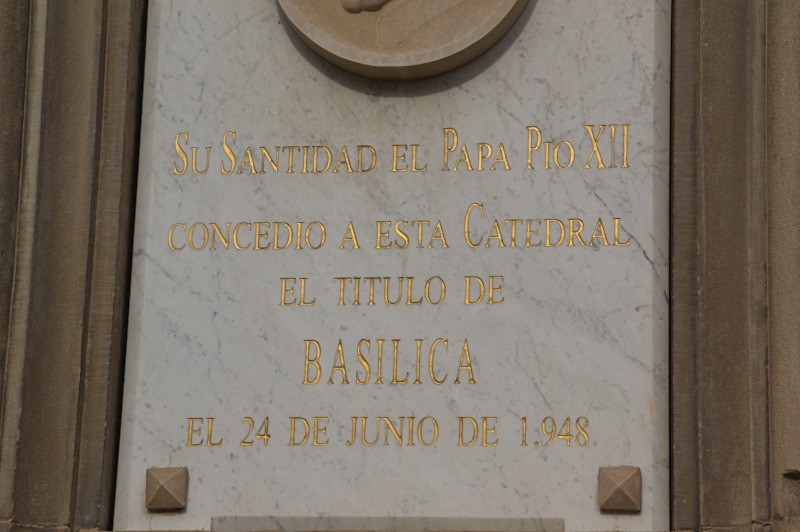 SU SANTIDAD EL PAPA PIO XII
CONCEDIO A ESTA CATEDRAL
EL TITULO DE
BASILICA
EL 24 DE JUNIO DE 1.948